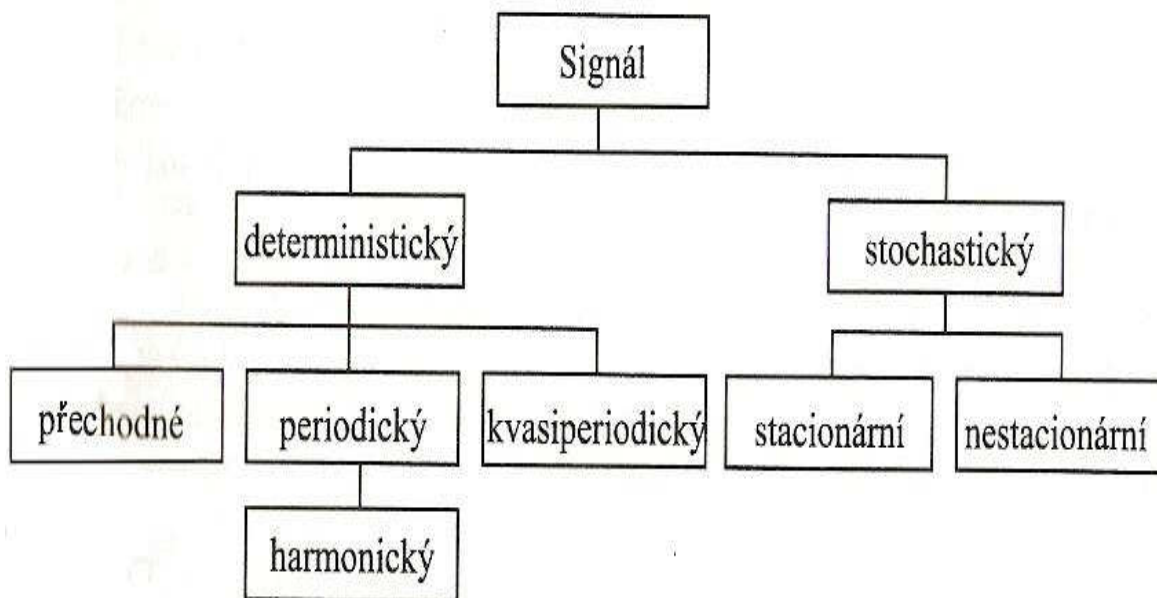 Signál
deterministický
stochastický
přechodné
periodický
kvasiperiodický
stacionární
nestacionární
harmonický